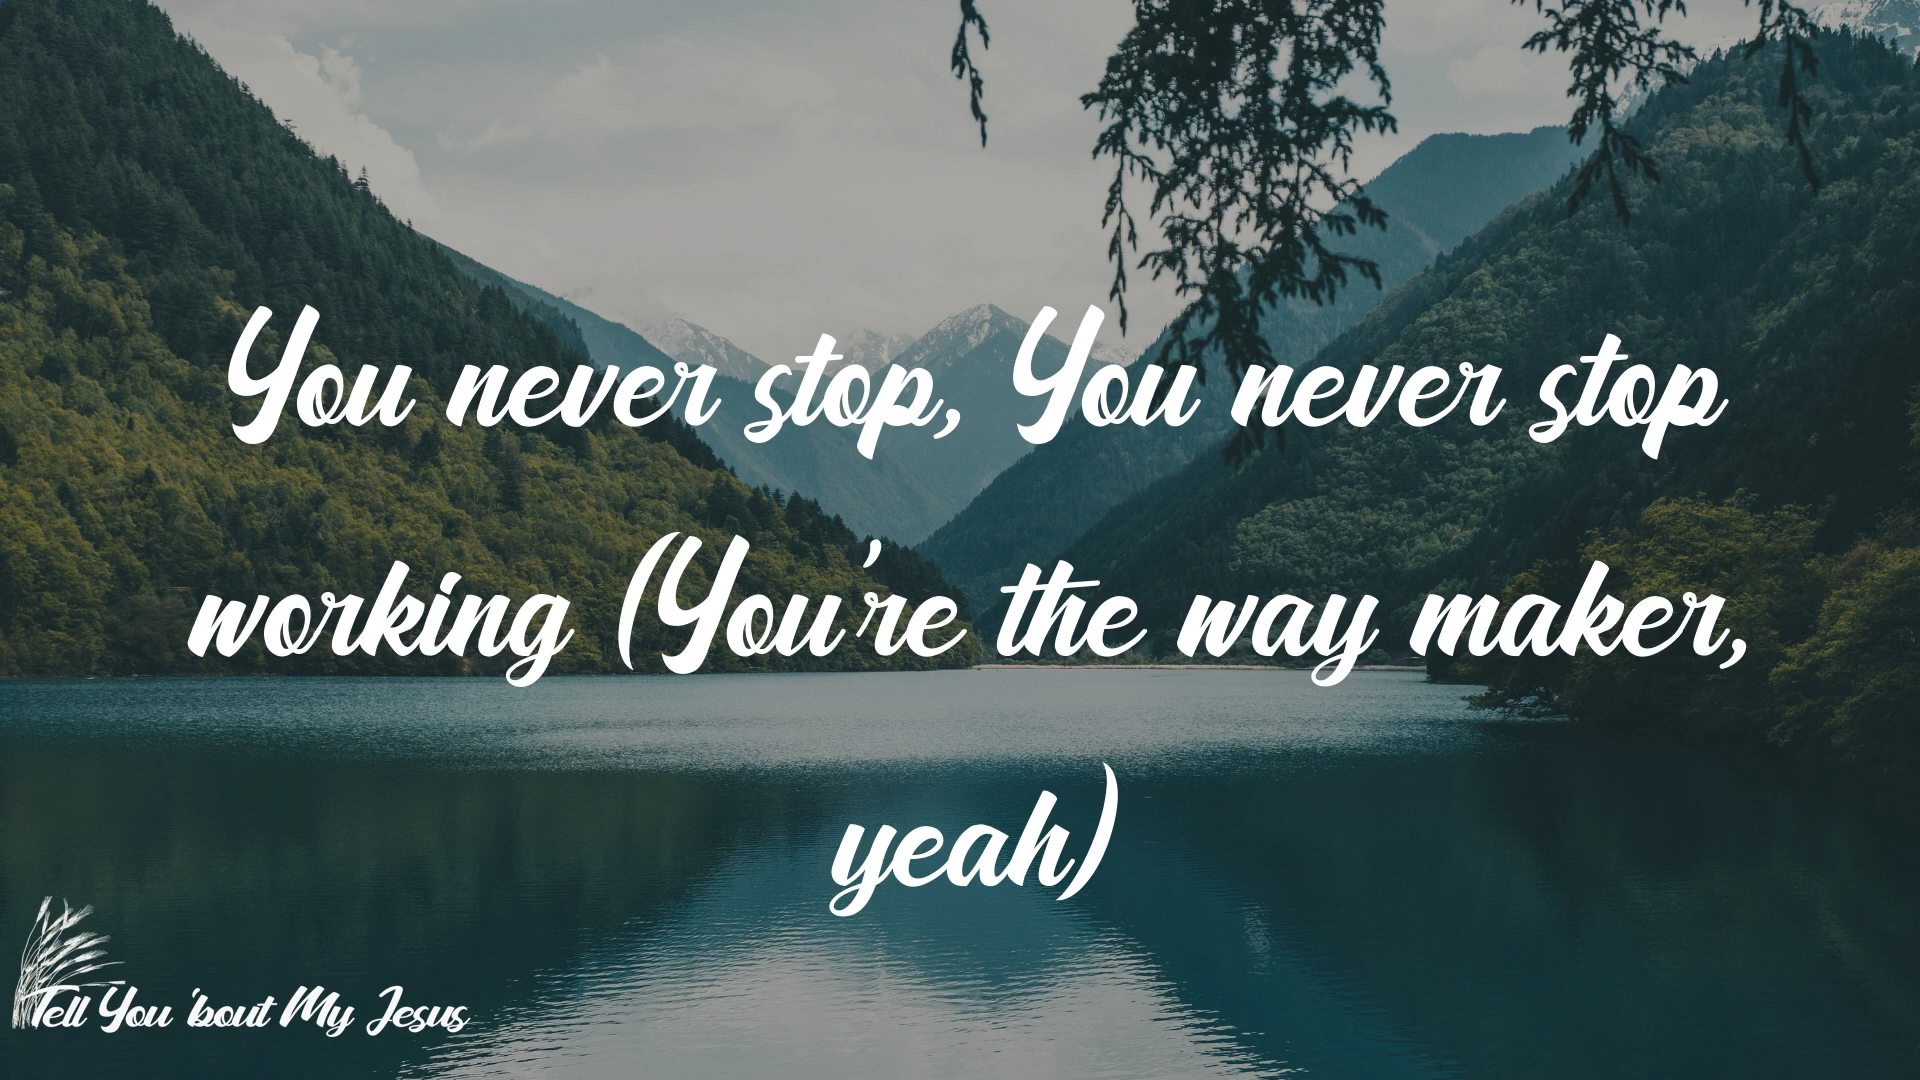 You never stop, You never stop
working (You're the way maker,
yeah)
Tell You 'bout My Jesus